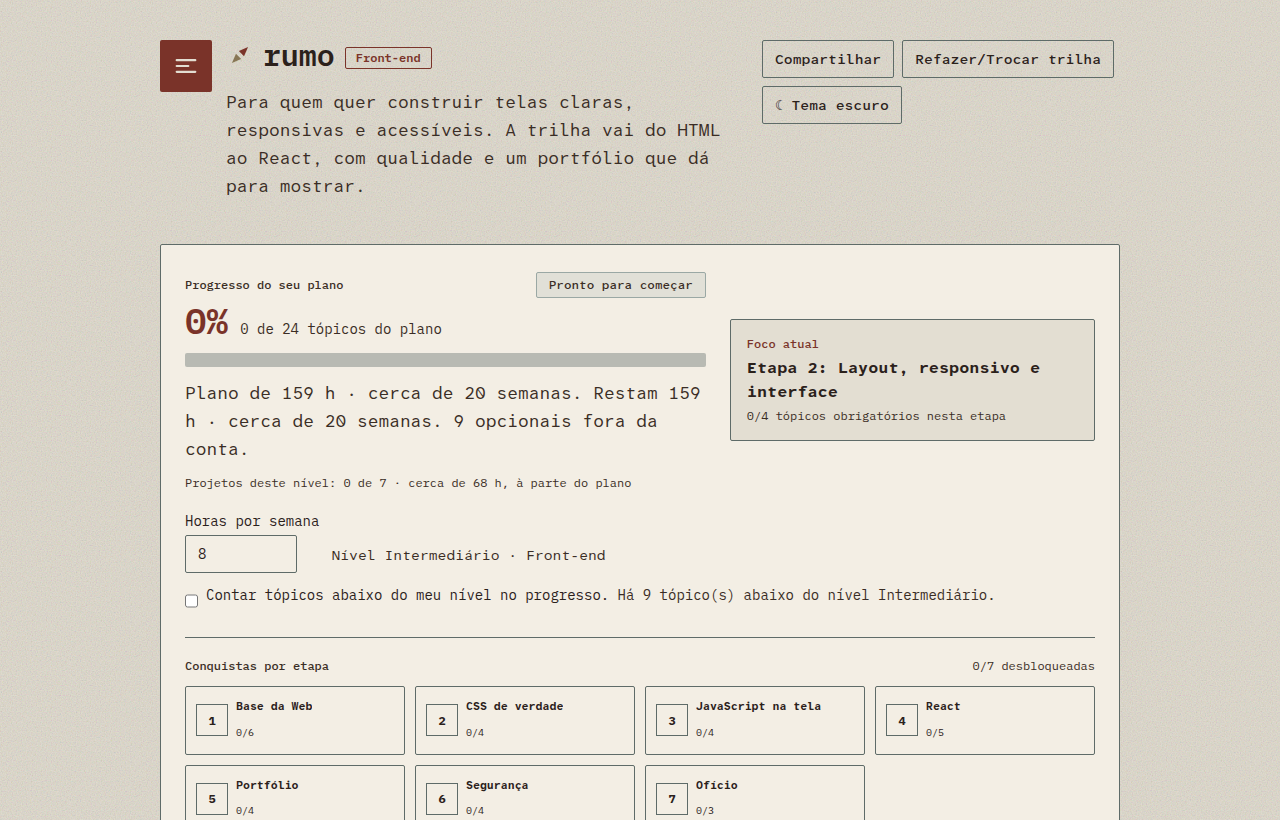 rumo
Front-end
Para quem quer construir telas claras,
responsivas e acessíveis. A trilha vai do HTML
ao React, com qualidade e um portfólio que dá
para mostrar.
Compartilhar
Refazer/Trocar trilha
☾ Tema escuro
Progresso do seu plano
Pronto para começar
0% 0 de 24 tópicos do plano
Plano de 159 h · cerca de 20 semanas. Restam 159
h · cerca de 20 semanas. 9 opcionais fora da
conta.
Projetos deste nível: 0 de 7 · cerca de 68 h, à parte do plano
Foco atual
Etapa 2: Layout, responsivo e
interface
0/4 tópicos obrigatórios nesta etapa
Horas por semana
8
Nível Intermediário · Front-end
Contar tópicos abaixo do meu nível no progresso. Há 9 tópico(s) abaixo do nível Intermediário.
Conquistas por etapa
0/7 desbloqueadas
1
Base da Web
0/6
2
CSS de verdade
0/4
3
JavaScript na tela
0/4
4
React
0/5
5
Portfólio
0/4
6
Segurança
0/4
7
Ofício
0/3